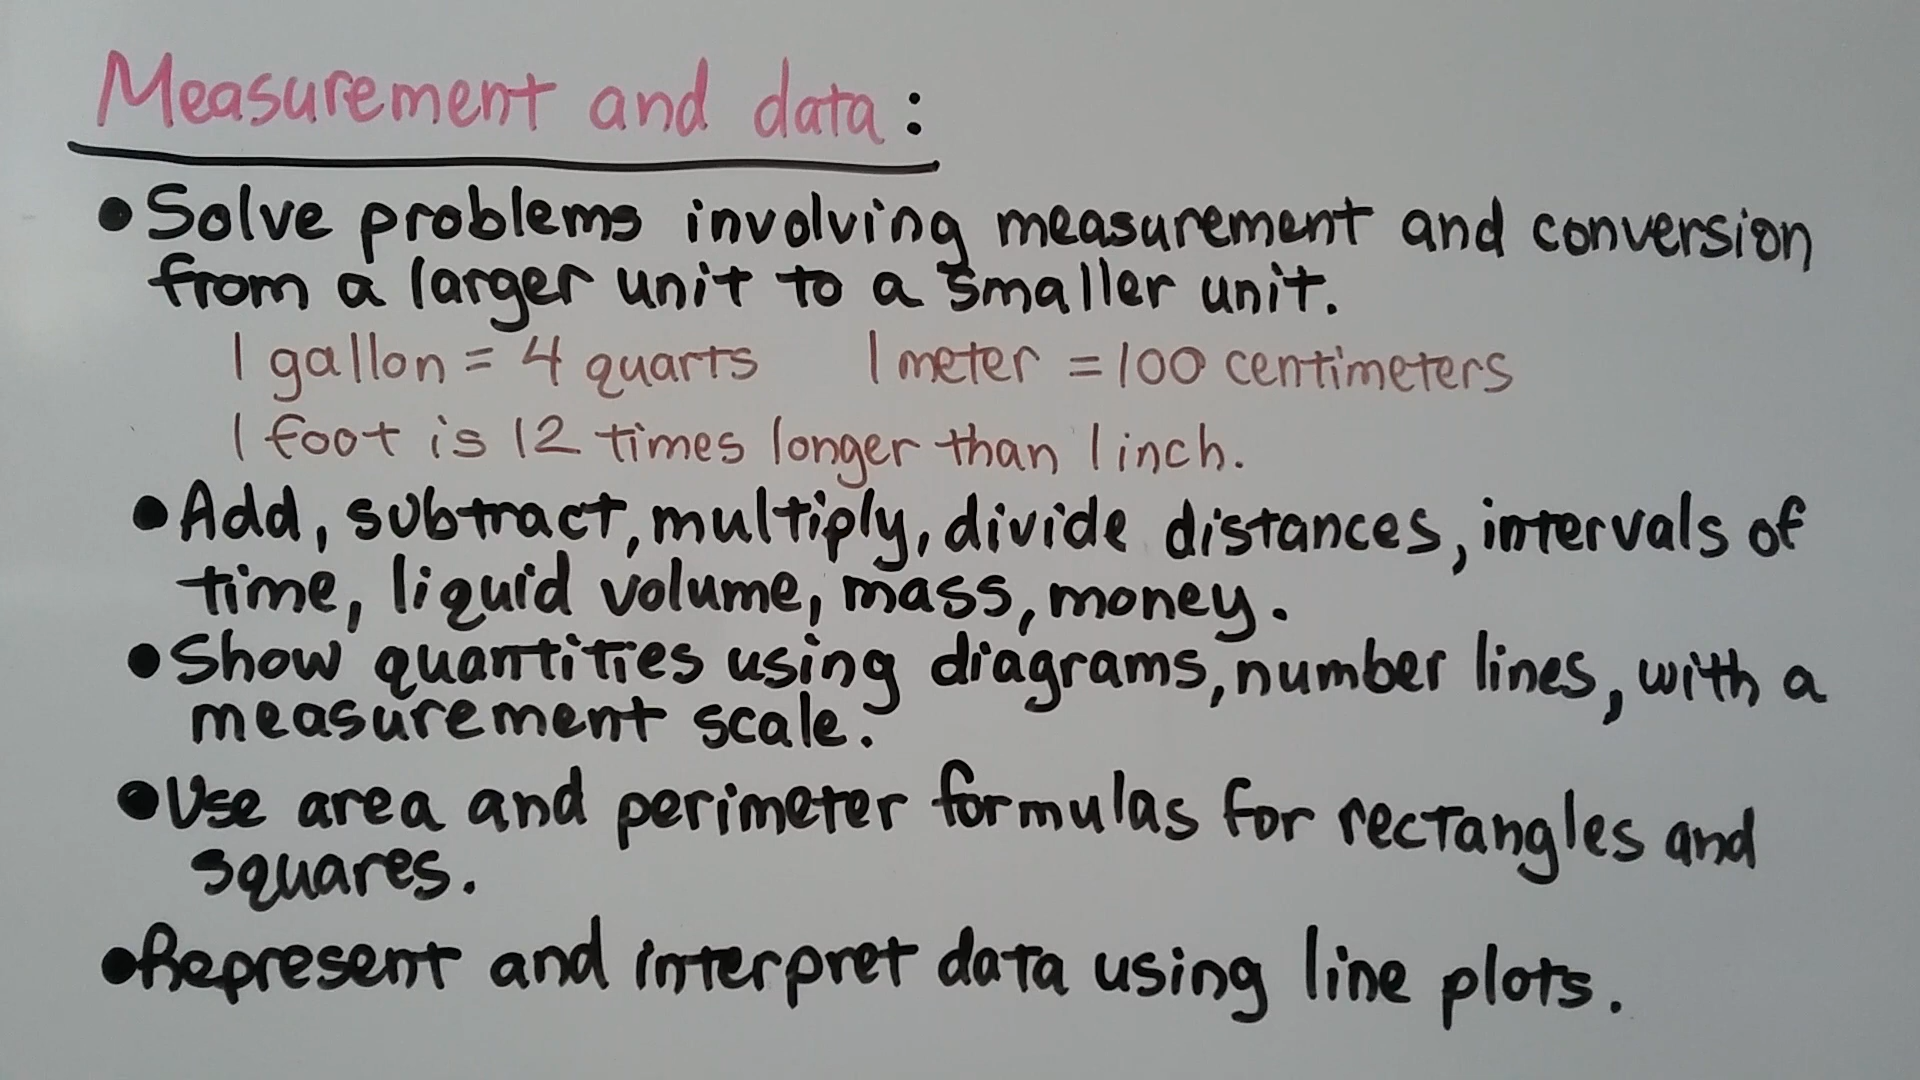 Measurement and data:
• Solve problems involving measurement and conversion
from a larger unit to a smaller unit.
1 gallon = 4 quarts 1 meter = 100 centimeters
1 foot is 12 times longer than 1 inch.
• Add, subtract, multiply, divide distances, intervals of
time, liquid volume, mass, money.
• Show quantities using diagrams, number lines, with a
measurement scale.
• Use area and perimeter formulas for rectangles and
squares.
• Represent and interpret data using line plots.